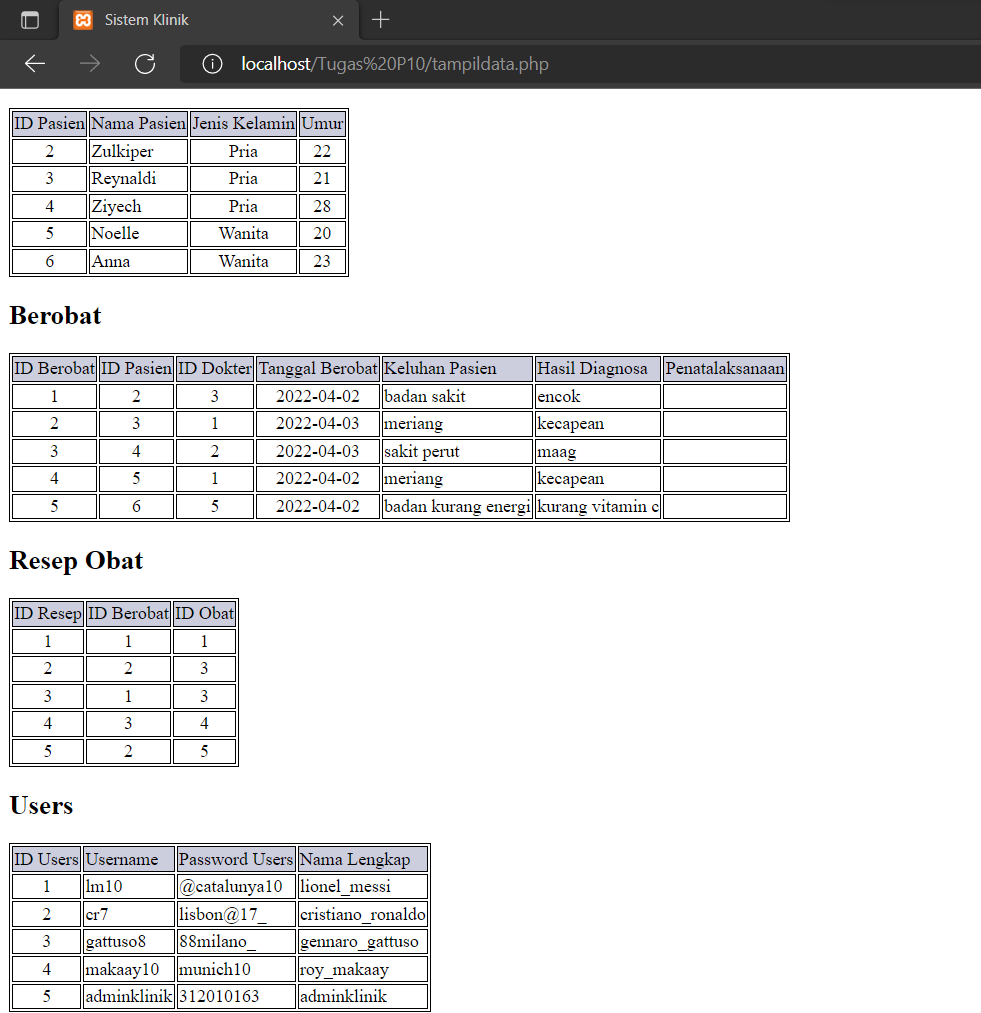 Sistem Klinik
localhost/Tugas%20P10/tampildata.php
ID Pasien Nama Pasien Jenis Kelamin Umur
2 Zulkiper Pria 22
3 Reynaldi Pria 21
4 Ziyech Pria 28
5 Noelle Wanita 20
6 Anna Wanita 23
Berobat
ID Berobat ID Pasien ID Dokter Tanggal Berobat Keluhan Pasien Hasil Diagnosa Penatalaksanaan
1 2 3 2022-04-02 badan sakit encok
2 3 1 2022-04-03 meriang kecapean
3 4 2 2022-04-03 sakit perut maag
4 5 1 2022-04-02 meriang kecapean
5 6 5 2022-04-02 badan kurang energi kurang vitamin c
Resep Obat
ID Resep ID Berobat ID Obat
1 1 1
2 2 3
3 1 3
4 3 4
5 2 5
Users
ID Users Username Password Users Nama Lengkap
1 lm10 @catalunya10 lionel_messi
2 cr7 lisbon@17_ cristiano_ronaldo
3 gattuso8 88milano_ gennaro_gattuso
4 makaay10 munich10 roy_makaay
5 adminklinik 312010163 adminklinik